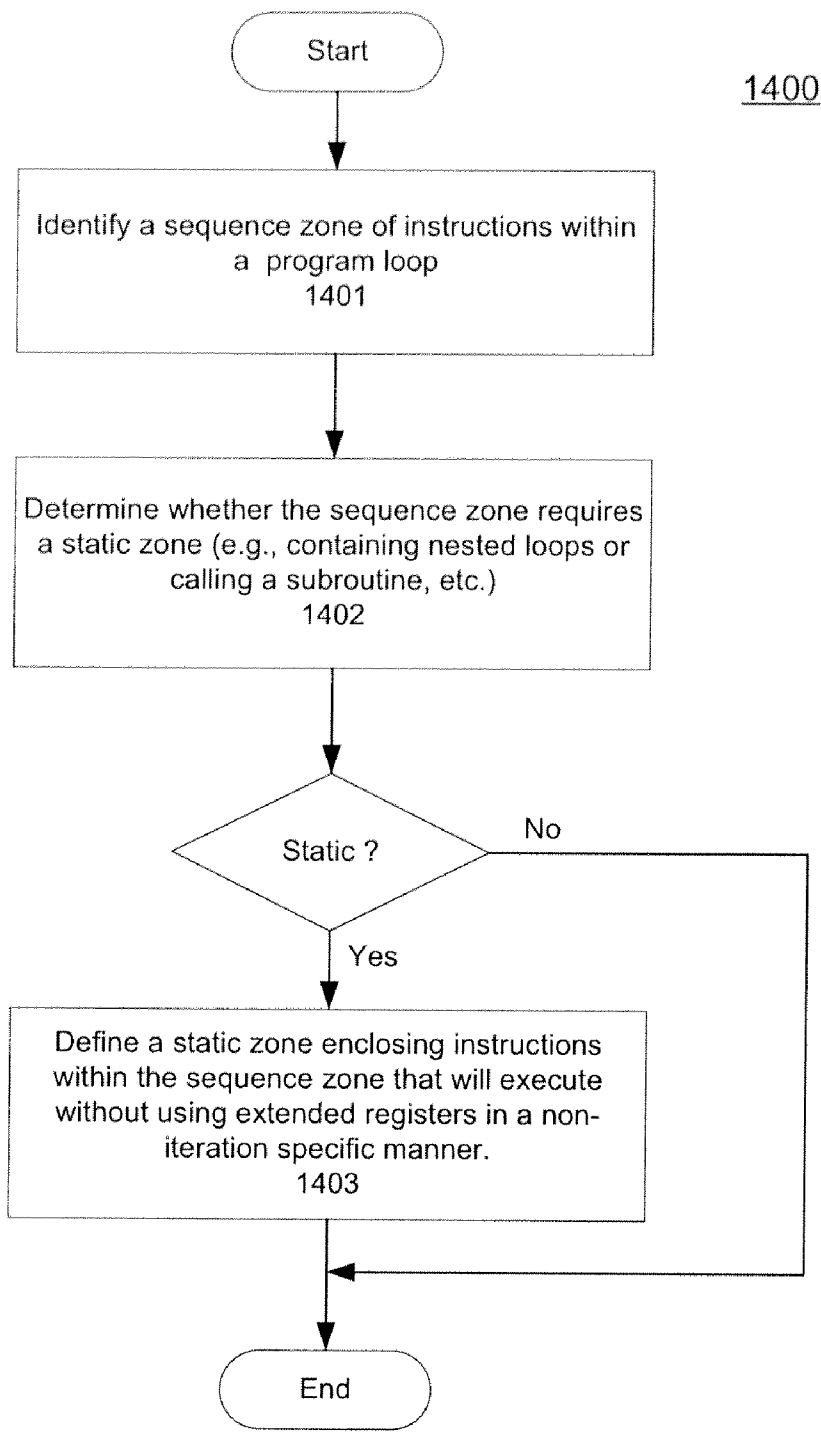 Start
1400
Identify a sequence zone of instructions within
a program loop
1401
Determine whether the sequence zone requires
a static zone (e.g., containing nested loops or
calling a subroutine, etc.)
1402
Static ?
No
Yes
Define a static zone enclosing instructions
within the sequence zone that will execute
without using extended registers in a non-
iteration specific manner.
1403
End